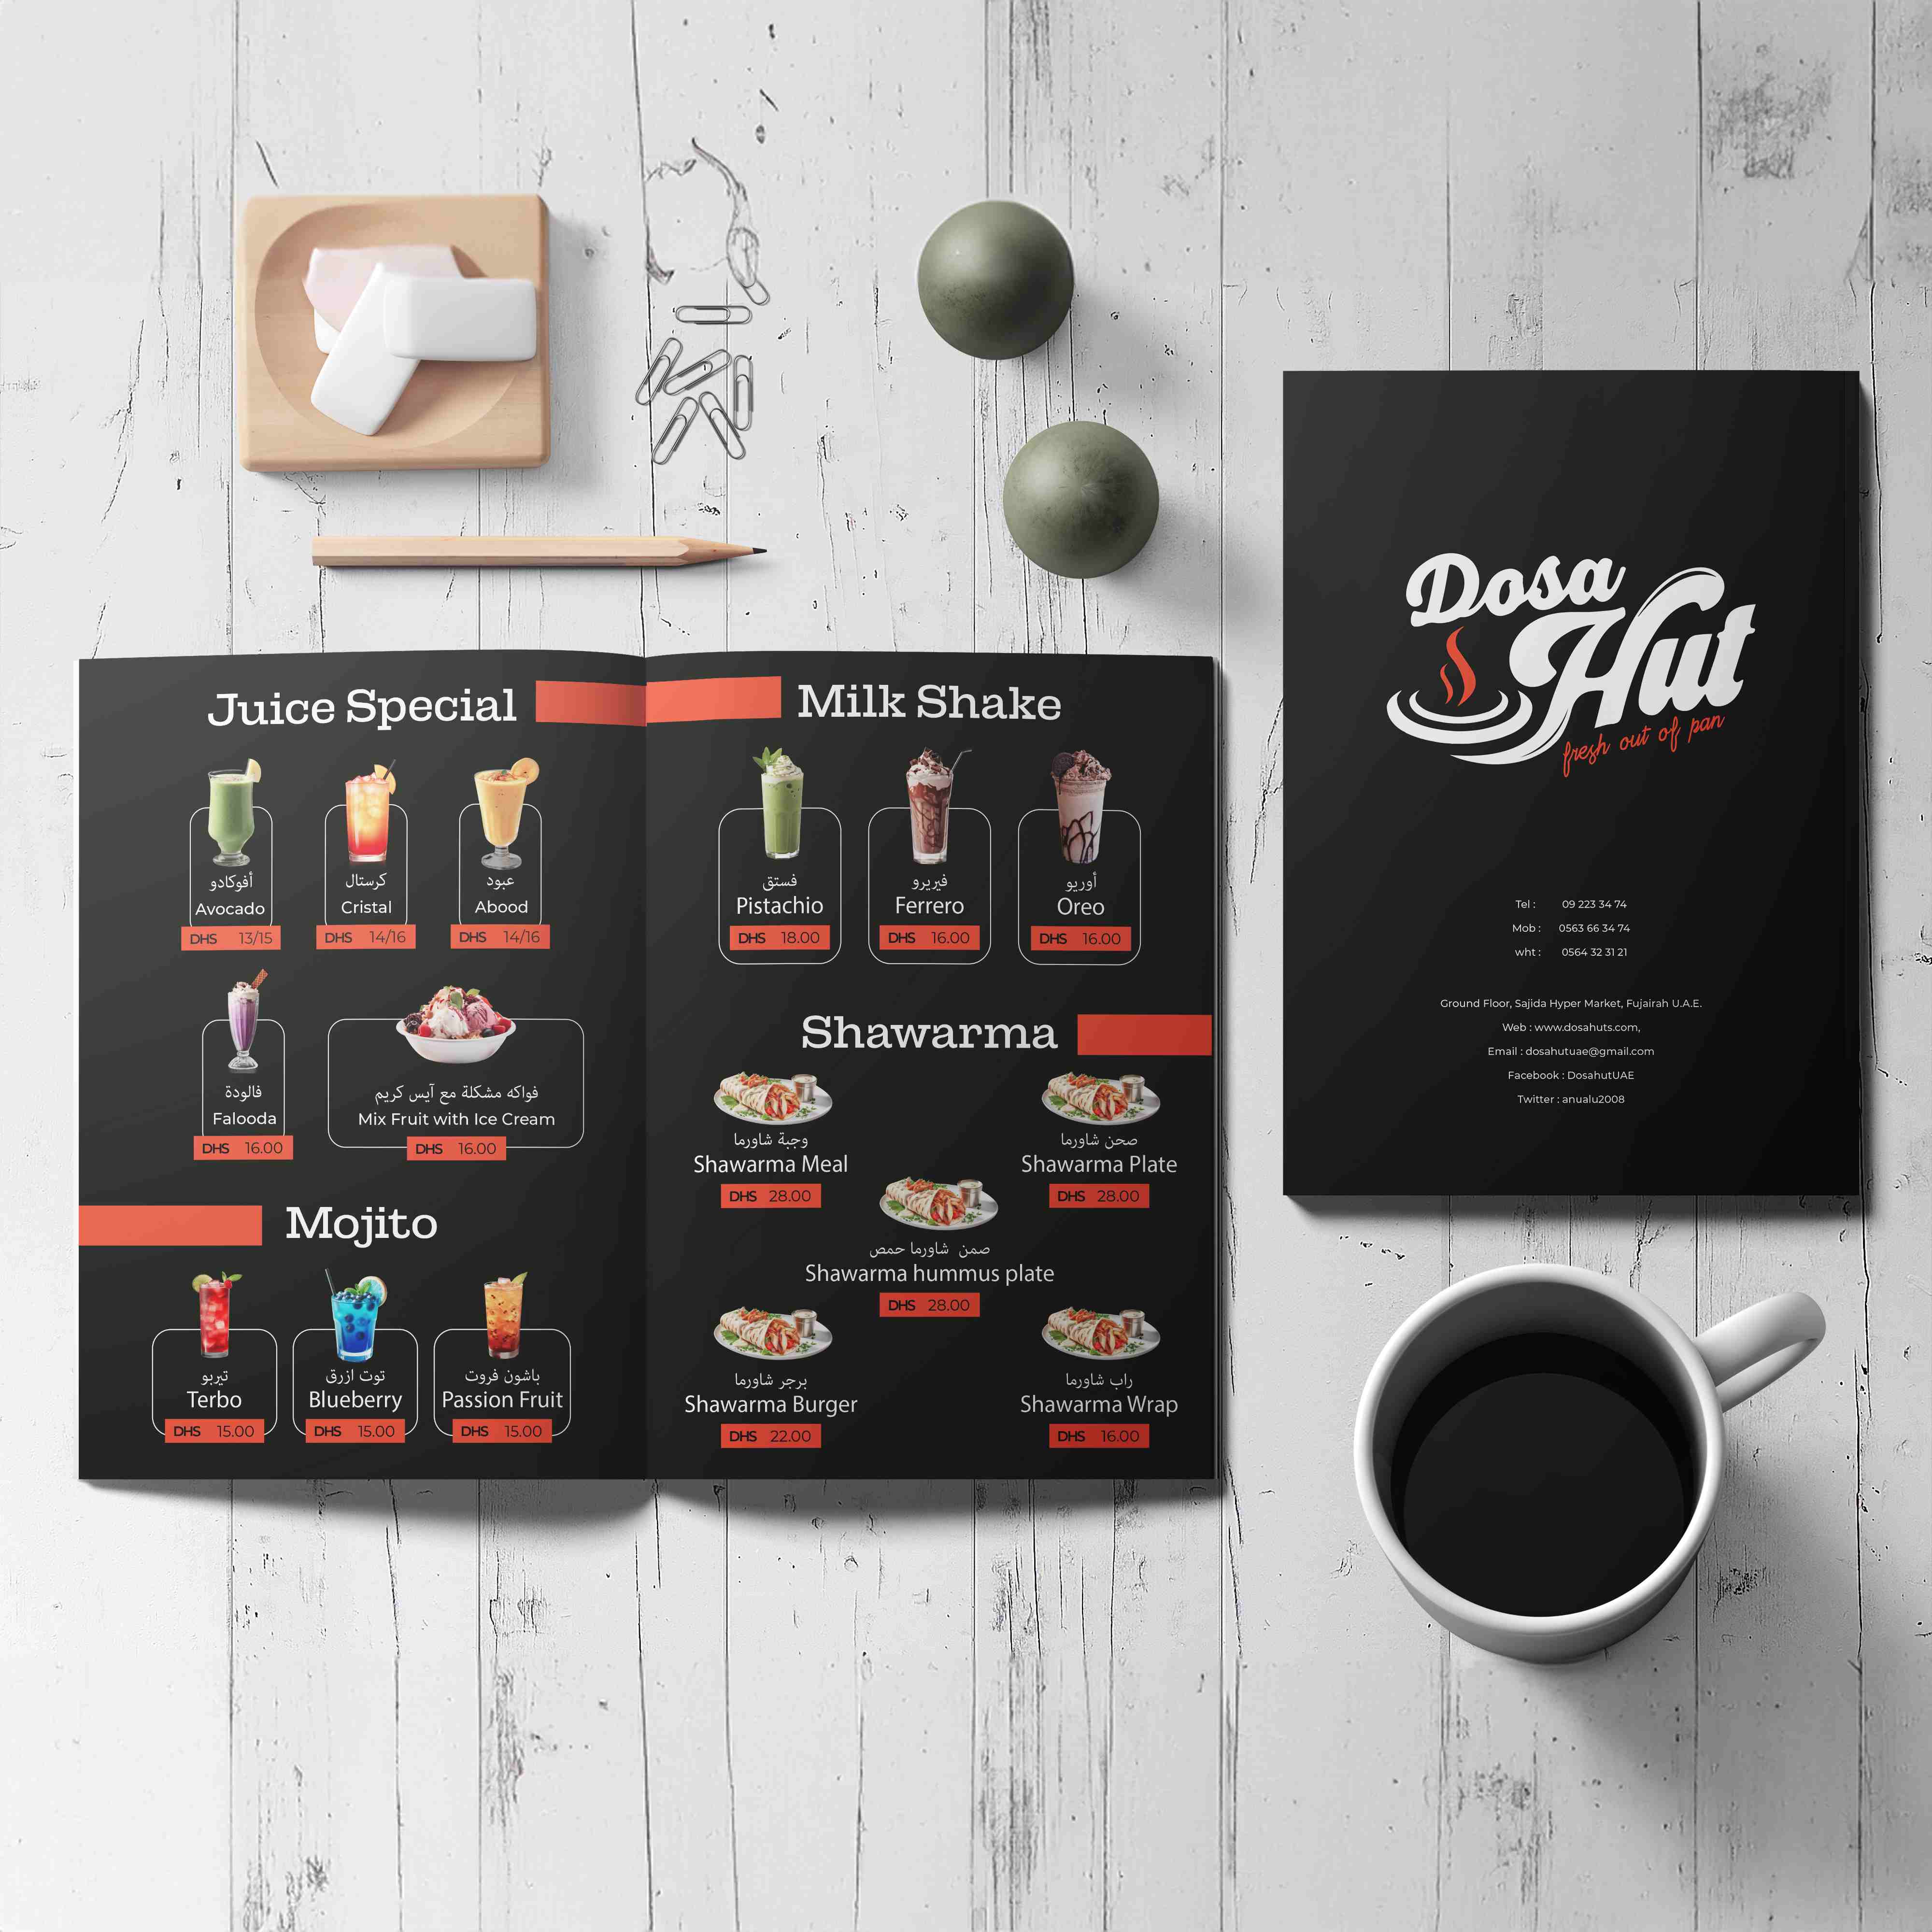 Juice Special
أفوكادو
Avocado
DHS 13/15
كرستال
Cristal
DHS 14/16
عبود
Abood
DHS 14/16
فالودة
Falooda
DHS 16.00
فواكه مشكلة مع آيس كريم
Mix Fruit with Ice Cream
DHS 16.00
Mojito
تيربو
Terbo
DHS 15.00
توت ازرق
Blueberry
DHS 15.00
باشون فروت
Passion Fruit
DHS 15.00
Milk Shake
فستق
Pistachio
DHS 18.00
فيريرو
Ferrero
DHS 16.00
أوريو
Oreo
DHS 16.00
Shawarma
وجبة شاورما
Shawarma Meal
DHS 28.00
صحن شاورما
Shawarma Plate
DHS 28.00
صمن شاورما حمص
Shawarma hummus plate
DHS 28.00
برجر شاورما
Shawarma Burger
DHS 22.00
راب شاورما
Shawarma Wrap
DHS 16.00
Dosa
Hut
fresh out of pan
Tel : 09 223 34 74
Mob : 0563 66 34 74
wht : 0564 32 31 21
Ground Floor, Sajida Hyper Market, Fujairah U.A.E.
Web : www.dosahuts.com,
Email : dosahutuae@gmail.com
Facebook : DosahutUAE
Twitter : anualu2008